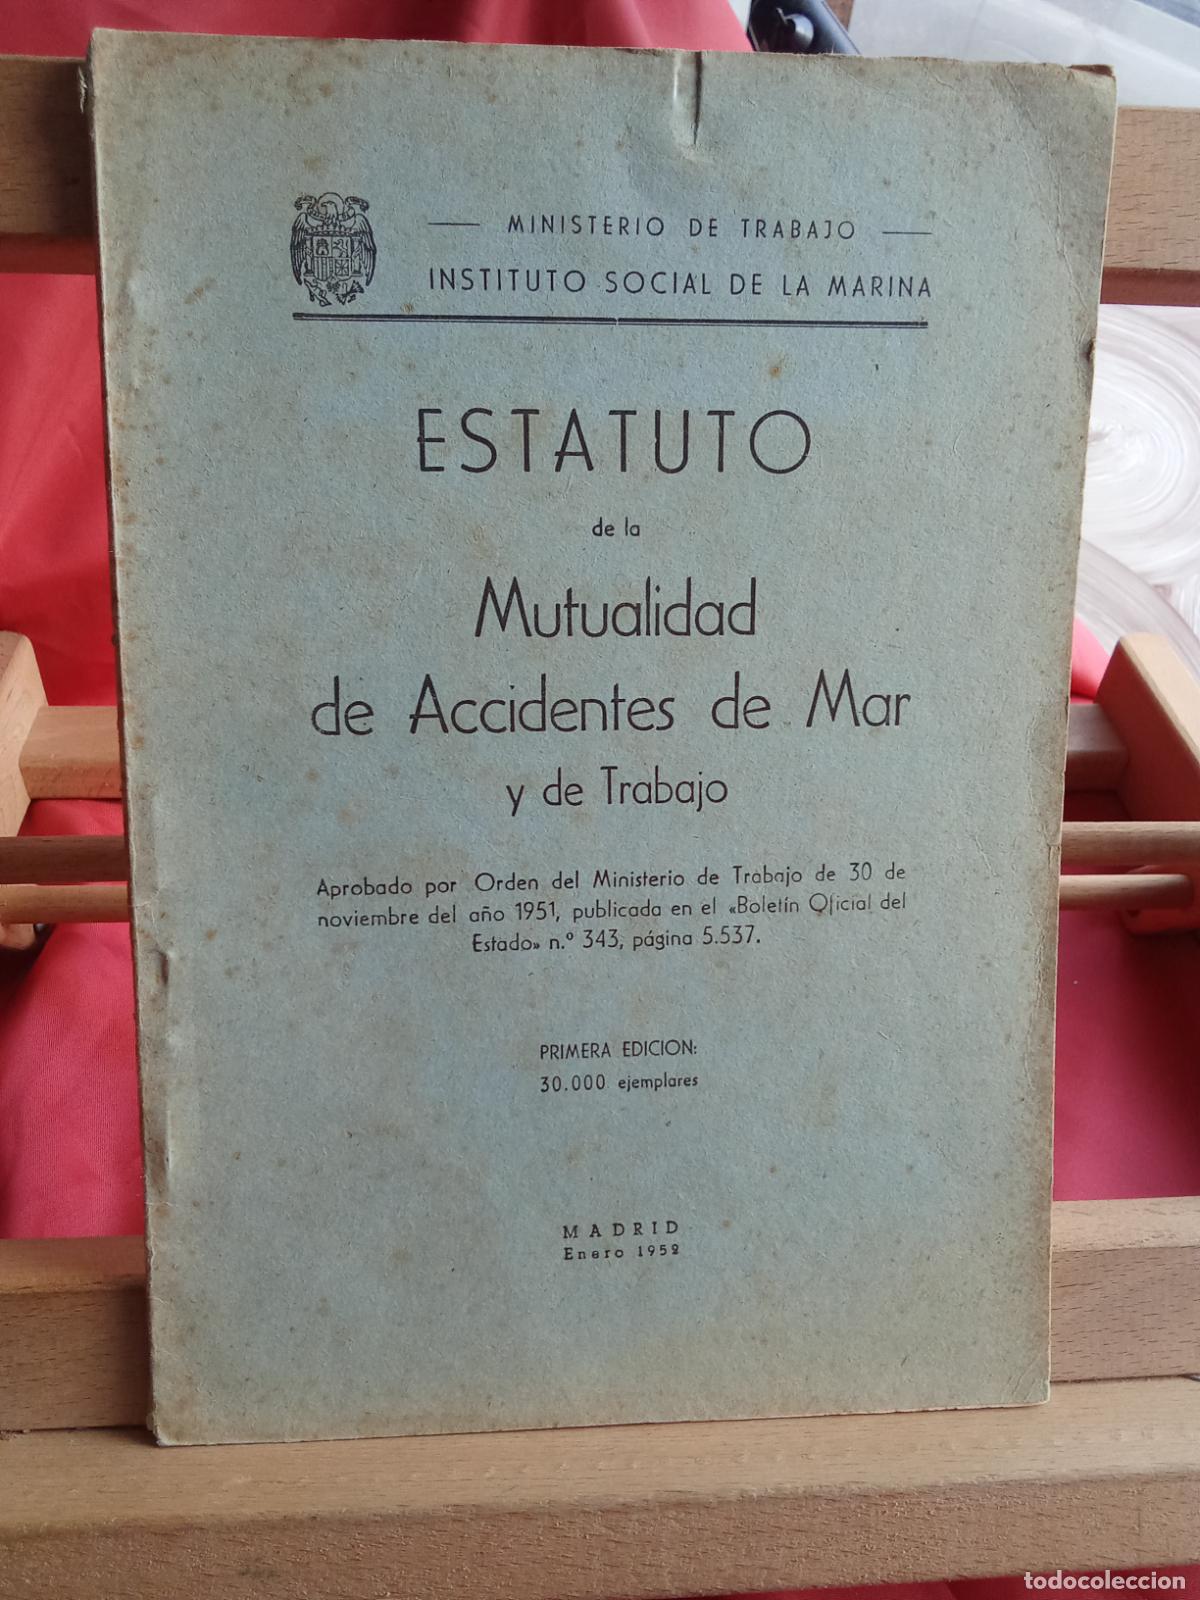 — MINISTERIO DE TRABAJO —
INSTITUTO SOCIAL DE LA MARINA
ESTATUTO
de la
Mutualidad
de Accidentes de Mar
y de Trabajo
Aprobado por Orden del Ministerio de Trabajo de 30 de
noviembre del año 1951, publicada en el «Boletín Oficial del
Estado» n.º 343, página 5.537.
PRIMERA EDICION:
30.000 ejemplares
MADRID
Enero 1952
todocoleccion